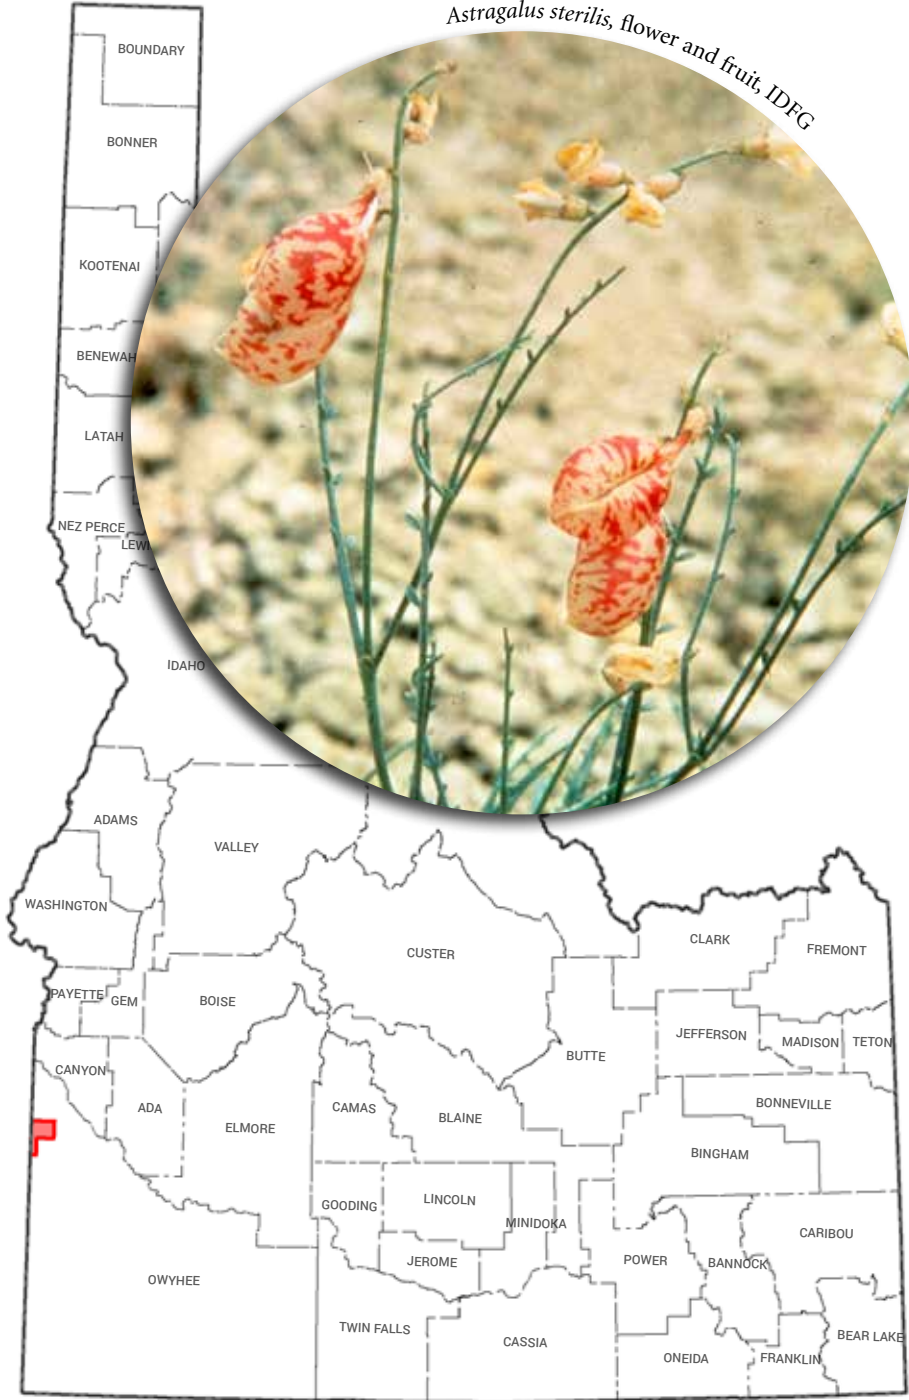 Astragalus sterilis, flower and fruit, IDFG
BOUNDARY
BONNER
KOOTENAI
BENEWAH
LATAH
NEZ PERCE
LEWI
IDAHO
ADAMS
VALLEY
WASHINGTON
CUSTER
CLARK
FREMONT
PAYETTE
GEM
BOISE
JEFFERSON
MADISON
TETON
BUTTE
CANYON
ADA
ELMORE
CAMAS
BLAINE
BONNEVILLE
BINGHAM
GOODING
LINCOLN
MINIDOKA
CARIBOU
JEROME
POWER
BANNOCK
OWYHEE
TWIN FALLS
CASSIA
BEAR LAKE
ONEIDA
FRANKLIN